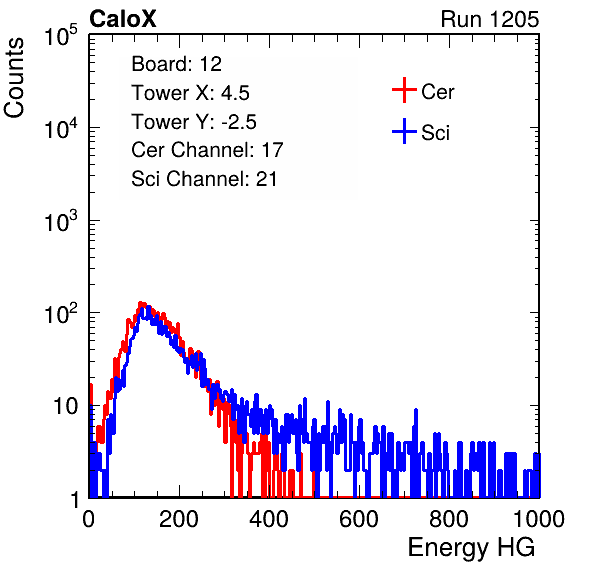 CaloX Run 1205
Counts
10^5
10^4
10^3
10^2
10
1
Board: 12
Tower X: 4.5
Tower Y: -2.5
Cer Channel: 17
Sci Channel: 21
Cer
Sci
0 200 400 600 800 1000
Energy HG